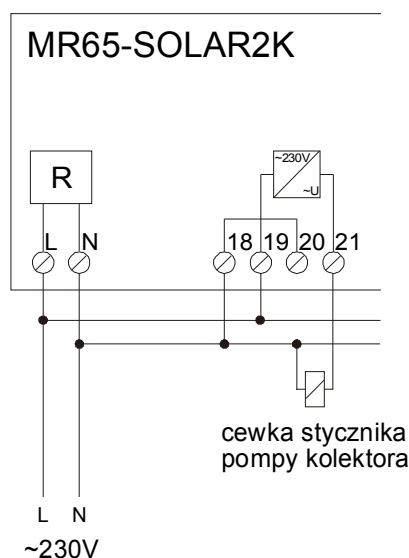 MR65-SOLAR2K
~230V
~U
R
L N 18 19 20 21
cewka stycznika
pompy kolektora
L N
~230V